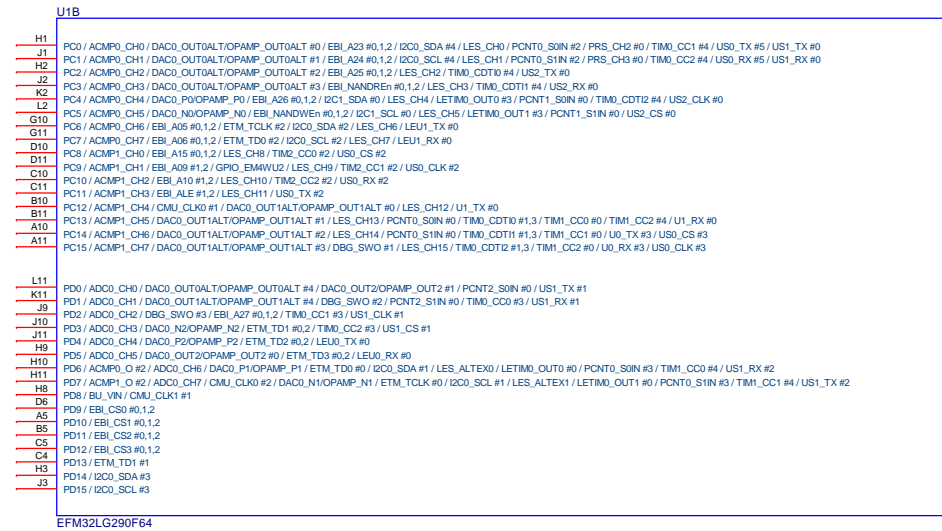 U1B
H1 PC0 / ACMP0_CH0 / DAC0_OUT0ALT/OPAMP_OUT0ALT #0 / EBI_A23 #0,1,2 / I2C0_SDA #4 / LES_CH0 / PCNT0_S0IN #2 / PRS_CH2 #0 / TIM0_CC1 #4 / US0_TX #5 / US1_TX #0
J1 PC1 / ACMP0_CH1 / DAC0_OUT0ALT/OPAMP_OUT0ALT #1 / EBI_A24 #0,1,2 / I2C0_SCL #4 / LES_CH1 / PCNT0_S1IN #2 / PRS_CH3 #0 / TIM0_CC2 #4 / US0_RX #5 / US1_RX #0
H2 PC2 / ACMP0_CH2 / DAC0_OUT0ALT/OPAMP_OUT0ALT #2 / EBI_A25 #0,1,2 / LES_CH2 / TIM0_CDTI0 #4 / US2_TX #0
J2 PC3 / ACMP0_CH3 / DAC0_OUT0ALT/OPAMP_OUT0ALT #3 / EBI_NANDREn #0,1,2 / LES_CH3 / TIM0_CDTI1 #4 / US2_RX #0
K2 PC4 / ACMP0_CH4 / DAC0_P0/OPAMP_P0 / EBI_A26 #0,1,2 / I2C1_SDA #0 / LES_CH4 / LETIM0_OUT0 #3 / PCNT1_S0IN #0 / TIM0_CDTI2 #4 / US2_CLK #0
L2 PC5 / ACMP0_CH5 / DAC0_N0/OPAMP_N0 / EBI_NANDWEn #0,1,2 / I2C1_SCL #0 / LES_CH5 / LETIM0_OUT1 #3 / PCNT1_S1IN #0 / US2_CS #0
G10 PC6 / ACMP0_CH6 / EBI_A05 #0,1,2 / ETM_TCLK #2 / I2C0_SDA #2 / LES_CH6 / LEU1_TX #0
G11 PC7 / ACMP0_CH7 / EBI_A06 #0,1,2 / ETM_TD0 #2 / I2C0_SCL #2 / LES_CH7 / LEU1_RX #0
D10 PC8 / ACMP1_CH0 / EBI_A15 #0,1,2 / LES_CH8 / TIM2_CC0 #2 / US0_CS #2
D11 PC9 / ACMP1_CH1 / EBI_A09 #1,2 / GPIO_EM4WU2 / LES_CH9 / TIM2_CC1 #2 / US0_CLK #2
C10 PC10 / ACMP1_CH2 / EBI_A10 #1,2 / LES_CH10 / TIM2_CC2 #2 / US0_RX #2
C11 PC11 / ACMP1_CH3 / EBI_ALE #1,2 / LES_CH11 / US0_TX #2
B10 PC12 / ACMP1_CH4 / CMU_CLK0 #1 / DAC0_OUT1ALT/OPAMP_OUT1ALT #0 / LES_CH12 / U1_TX #0
B11 PC13 / ACMP1_CH5 / DAC0_OUT1ALT/OPAMP_OUT1ALT #1 / LES_CH13 / PCNT0_S0IN #0 / TIM0_CDTI0 #1,3 / TIM1_CC0 #0 / TIM1_CC2 #4 / U1_RX #0
A10 PC14 / ACMP1_CH6 / DAC0_OUT1ALT/OPAMP_OUT1ALT #2 / LES_CH14 / PCNT0_S1IN #0 / TIM0_CDTI1 #1,3 / TIM1_CC1 #0 / U0_TX #3 / US0_CS #3
A11 PC15 / ACMP1_CH7 / DAC0_OUT1ALT/OPAMP_OUT1ALT #3 / DBG_SWO #1 / LES_CH15 / TIM0_CDTI2 #1,3 / TIM1_CC2 #0 / U0_RX #3 / US0_CLK #3
L11 PD0 / ADC0_CH0 / DAC0_OUT0ALT/OPAMP_OUT0ALT #4 / DAC0_OUT2/OPAMP_OUT2 #1 / PCNT2_S0IN #0 / US1_TX #1
K11 PD1 / ADC0_CH1 / DAC0_OUT1ALT/OPAMP_OUT1ALT #4 / DBG_SWO #2 / PCNT2_S1IN #0 / TIM0_CC0 #3 / US1_RX #1
J9 PD2 / ADC0_CH2 / DBG_SWO #3 / EBI_A27 #0,1,2 / TIM0_CC1 #3 / US1_CLK #1
J10 PD3 / ADC0_CH3 / DAC0_N2/OPAMP_N2 / ETM_TD1 #0,2 / TIM0_CC2 #3 / US1_CS #1
J11 PD4 / ADC0_CH4 / DAC0_P2/OPAMP_P2 / ETM_TD2 #0,2 / LEU0_TX #0
H9 PD5 / ADC0_CH5 / DAC0_OUT2/OPAMP_OUT2 #0 / ETM_TD3 #0,2 / LEU0_RX #0
H10 PD6 / ACMP0_O #2 / ADC0_CH6 / DAC0_P1/OPAMP_P1 / ETM_TD0 #0 / I2C0_SDA #1 / LES_ALTEX0 / LETIM0_OUT0 #0 / PCNT0_S0IN #3 / TIM1_CC0 #4 / US1_RX #2
H11 PD7 / ACMP1_O #2 / ADC0_CH7 / CMU_CLK0 #2 / DAC0_N1/OPAMP_N1 / ETM_TCLK #0 / I2C0_SCL #1 / LES_ALTEX1 / LETIM0_OUT1 #0 / PCNT0_S1IN #3 / TIM1_CC1 #4 / US1_TX #2
H8 PD8 / BU_VIN / CMU_CLK1 #1
D6 PD9 / EBI_CS0 #0,1,2
A5 PD10 / EBI_CS1 #0,1,2
B5 PD11 / EBI_CS2 #0,1,2
C5 PD12 / EBI_CS3 #0,1,2
C4 PD13 / ETM_TD1 #1
H3 PD14 / I2C0_SDA #3
J3 PD15 / I2C0_SCL #3
EFM32LG290F64